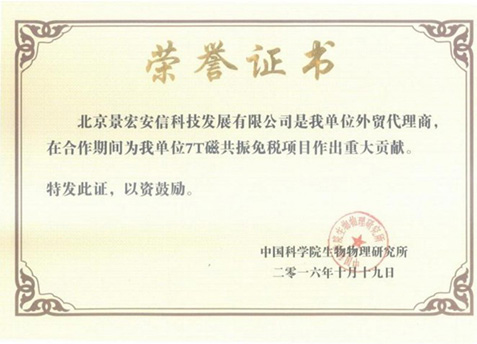 荣誉证书
北京景宏安信科技发展有限公司是我单位外贸代理商，
在合作期间为我单位7T磁共振免税项目作出重大贡献。
特发此证，以资鼓励。
中国科学院生物物理研究所
二零一六年十月十九日